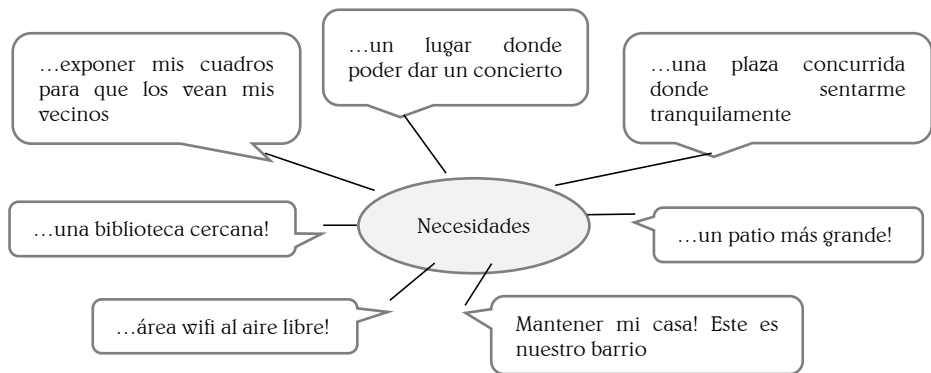 …exponer mis cuadros
para que los vean mis
vecinos
…un lugar donde
poder dar un concierto
…una plaza concurrida
donde sentarme
tranquilamente
…una biblioteca cercana!
Necesidades
…un patio más grande!
…área wifi al aire libre!
Mantener mi casa! Este es
nuestro barrio